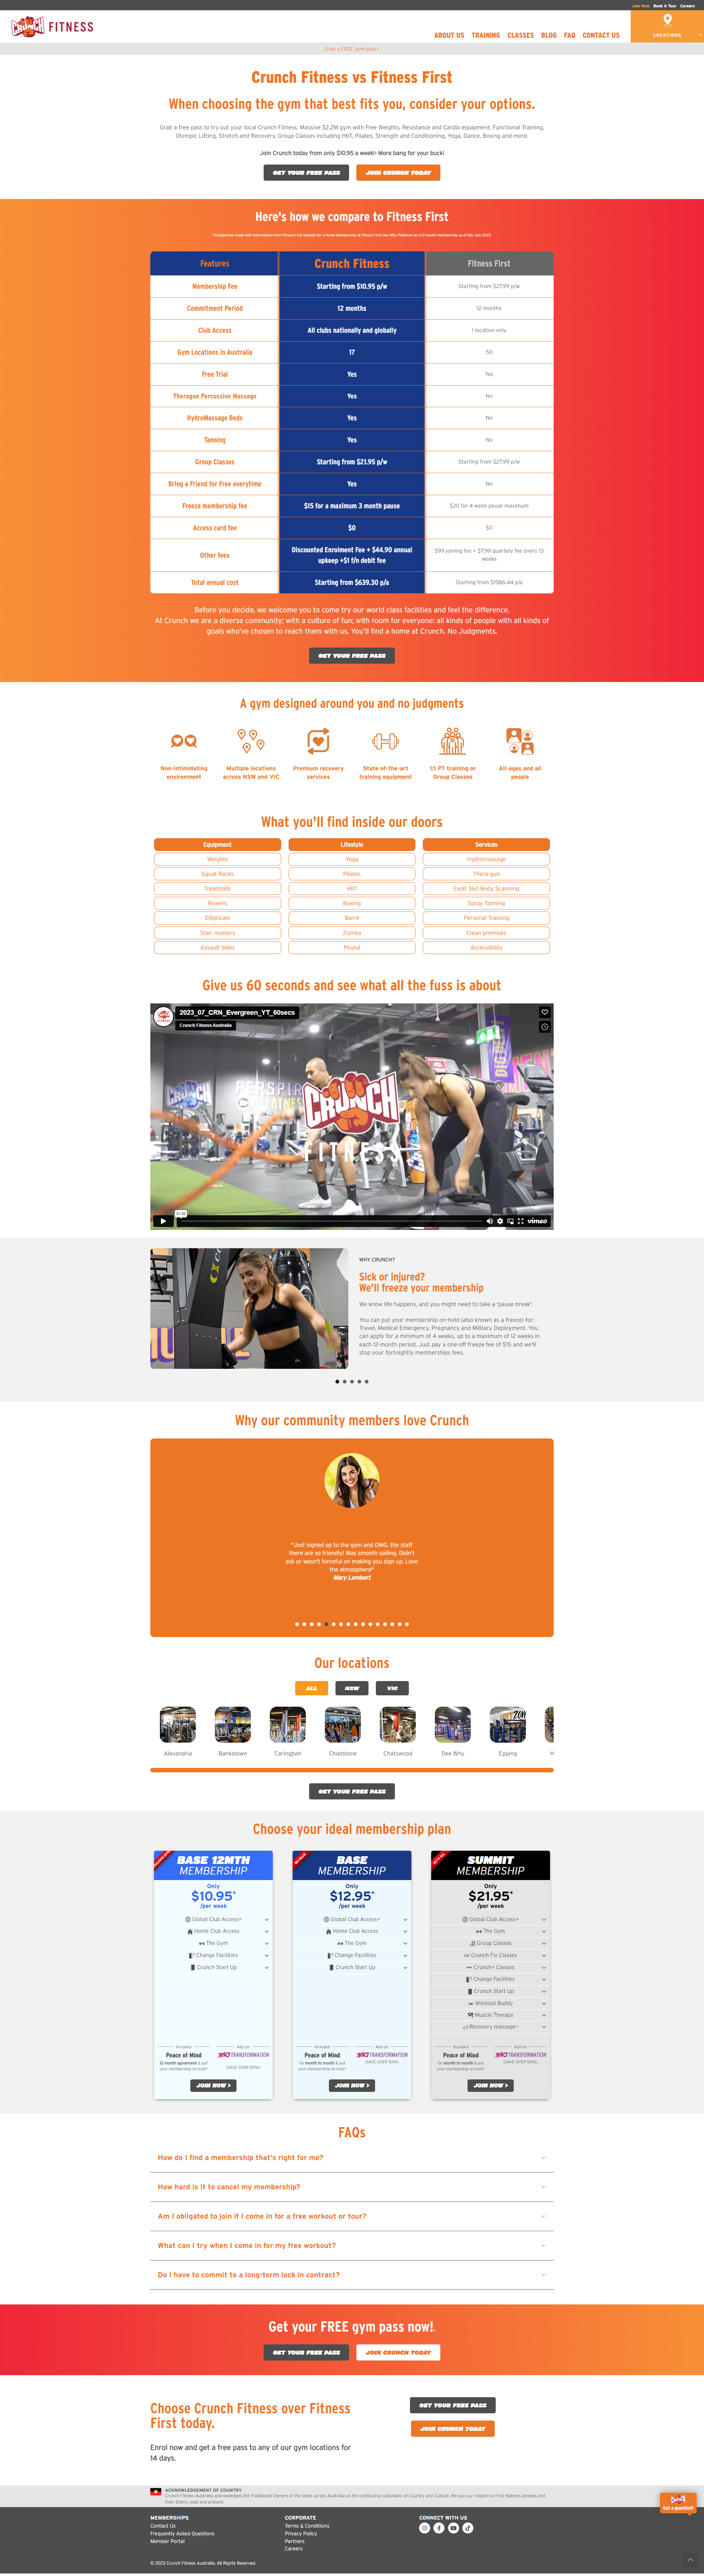 Join Now Book A Tour Careers
CRUNCH FITNESS
ABOUT US TRAINING CLASSES BLOG FAQ CONTACT US
LOCATIONS
Grab a FREE gym pass+
Crunch Fitness vs Fitness First
When choosing the gym that best fits you, consider your options.
Grab a free pass to try out your local Crunch Fitness. Massive $2.2M gym with Free Weights, Resistance and Cardio equipment, Functional Training,
Olympic Lifting, Stretch and Recovery, Group Classes including HIIT, Pilates, Strength and Conditioning, Yoga, Dance, Boxing and more.
Join Crunch today from only $10.95 a week!
More bang for your buck!
GET YOUR FREE PASS
JOIN CRUNCH TODAY
Here's how we compare to Fitness First
*Comparison made with information from Fitness First website for a Home Membership at Fitness First Dee Why Platinum on a 12 month membership as of 6th July 2023.
Features Crunch Fitness Fitness First
Membership Fee Starting from $10.95 p/w Starting from $27.99 p/w
Commitment Period 12 months 12 months
Club Access All clubs nationally and globally 1 location only
Gym Locations in Australia 17 50
Free Trial Yes Yes
Theragun Percussive Massage Yes No
HydroMassage Beds Yes No
Tanning Yes No
Group Classes Starting from $21.95 p/w Starting from $27.99 p/w
Bring a Friend for Free everytime Yes No
Freeze membership fee $15 for a maximum 3 month pause $20 for 4 week pause maximum
Access card fee $0 $0
Other fees
Discounted Enrolment Fee + $44.90 annual
upkeep +$1 f/n debit fee
$99 joining fee + $7.99 quartely fee every 13
weeks
Total annual cost Starting from $639.30 p/a Starting from $1586.44 p/a
Before you decide, we welcome you to come try our world class facilities and feel the difference.
At Crunch we are a diverse community; with a culture of fun; with room for everyone: all kinds of people with all kinds of
goals who've chosen to reach them with us. You'll find a home at Crunch. No Judgments.
GET YOUR FREE PASS
A gym designed around you and no judgments
Non-intimidating
environment
Multiple locations
across NSW and VIC
Premium recovery
services
State-of-the-art
training equipment
1:1 PT training or
Group Classes
All-ages and all
people
What you'll find inside our doors
Equipment Lifestyle Services
Weights Yoga Hydromassage
Squat Racks Pilates Thera-gun
Treadmills HIIT Evolt 360 Body Scanning
Rowers Boxing Spray Tanning
Ellipticals Barre Personal Training
Stair masters Zumba Clean premises
Assault bikes Pound Accessibility
Give us 60 seconds and see what all the fuss is about
2023_07_CRN_Evergreen_YT_60secs
Crunch Fitness Australia
CRUNCH
FITNESS
01:00
vimeo
WHY CRUNCH?
Sick or injured?
We'll freeze your membership
We know life happens, and you might need to take a 'pause break'.
You can put your membership on-hold (also known as a freeze) for;
Travel, Medical Emergency, Pregnancy and Military Deployment. You
can apply for a minimum of 4 weeks, up to a maximum of 12 weeks in
each 12-month period. Just pay a one-off freeze fee of $15 and we'll
stop your fortnightly memberships fees.
Why our community members love Crunch
"Just signed up to the gym and OMG, the staff
there are so friendly! Was smooth sailing. Didn't
ask or wasn't forceful on making you sign up. Love
the atmosphere"
Mary Lambert
Our locations
ALL NSW VIC
Alexandria Bankstown Caringbah Chadstone Chatswood Dee Why Epping H
GET YOUR FREE PASS
Choose your ideal membership plan
BASE 12MTH
MEMBERSHIP
Only
$10.95*
/per week
Global Club Access+
Home Club Access
The Gym
Change Facilities
Crunch Start Up
Included
Peace of Mind
12 month agreement & put
your membership on hold^
Add on
360TRANSFORMATION
(SAVE OVER 50%)
JOIN NOW >
BASE
MEMBERSHIP
Only
$12.95*
/per week
Global Club Access+
Home Club Access
The Gym
Change Facilities
Crunch Start Up
Included
Peace of Mind
Go month to month & put
your membership on hold^
Add on
360TRANSFORMATION
(SAVE OVER 50%)
JOIN NOW >
SUMMIT
MEMBERSHIP
Only
$21.95*
/per week
Global Club Access+
The Gym
Group Classes
Crunch Fix Classes
Crunch+ Classes
Change Facilities
Crunch Start Up
Workout Buddy
Muscle Therapy
Recovery massage~
Included
Peace of Mind
Go month to month & put
your membership on hold^
Add on
360TRANSFORMATION
(SAVE OVER 50%)
JOIN NOW >
FAQs
How do I find a membership that's right for me?
How hard is it to cancel my membership?
Am I obligated to join if I come in for a free workout or tour?
What can I try when I come in for my free workout?
Do I have to commit to a long-term lock in contract?
Get your FREE gym pass now!
GET YOUR FREE PASS
JOIN CRUNCH TODAY
Choose Crunch Fitness over Fitness
First today.
Enrol now and get a free pass to any of our gym locations for
14 days.
GET YOUR FREE PASS
JOIN CRUNCH TODAY
ACKNOWLEDGEMENT OF COUNTRY
Crunch Fitness Australia acknowledges the Traditional Owners of the lands across Australia as the continuing custodians of Country and Culture. We pay our respect to First Nations peoples and
their Elders, past and present.
Got a question?
MEMBERSHIPS
Contact Us
Frequently Asked Questions
Member Portal
CORPORATE
Terms & Conditions
Privacy Policy
Partners
Careers
CONNECT WITH US
© 2023 Crunch Fitness Australia, All Rights Reserved.